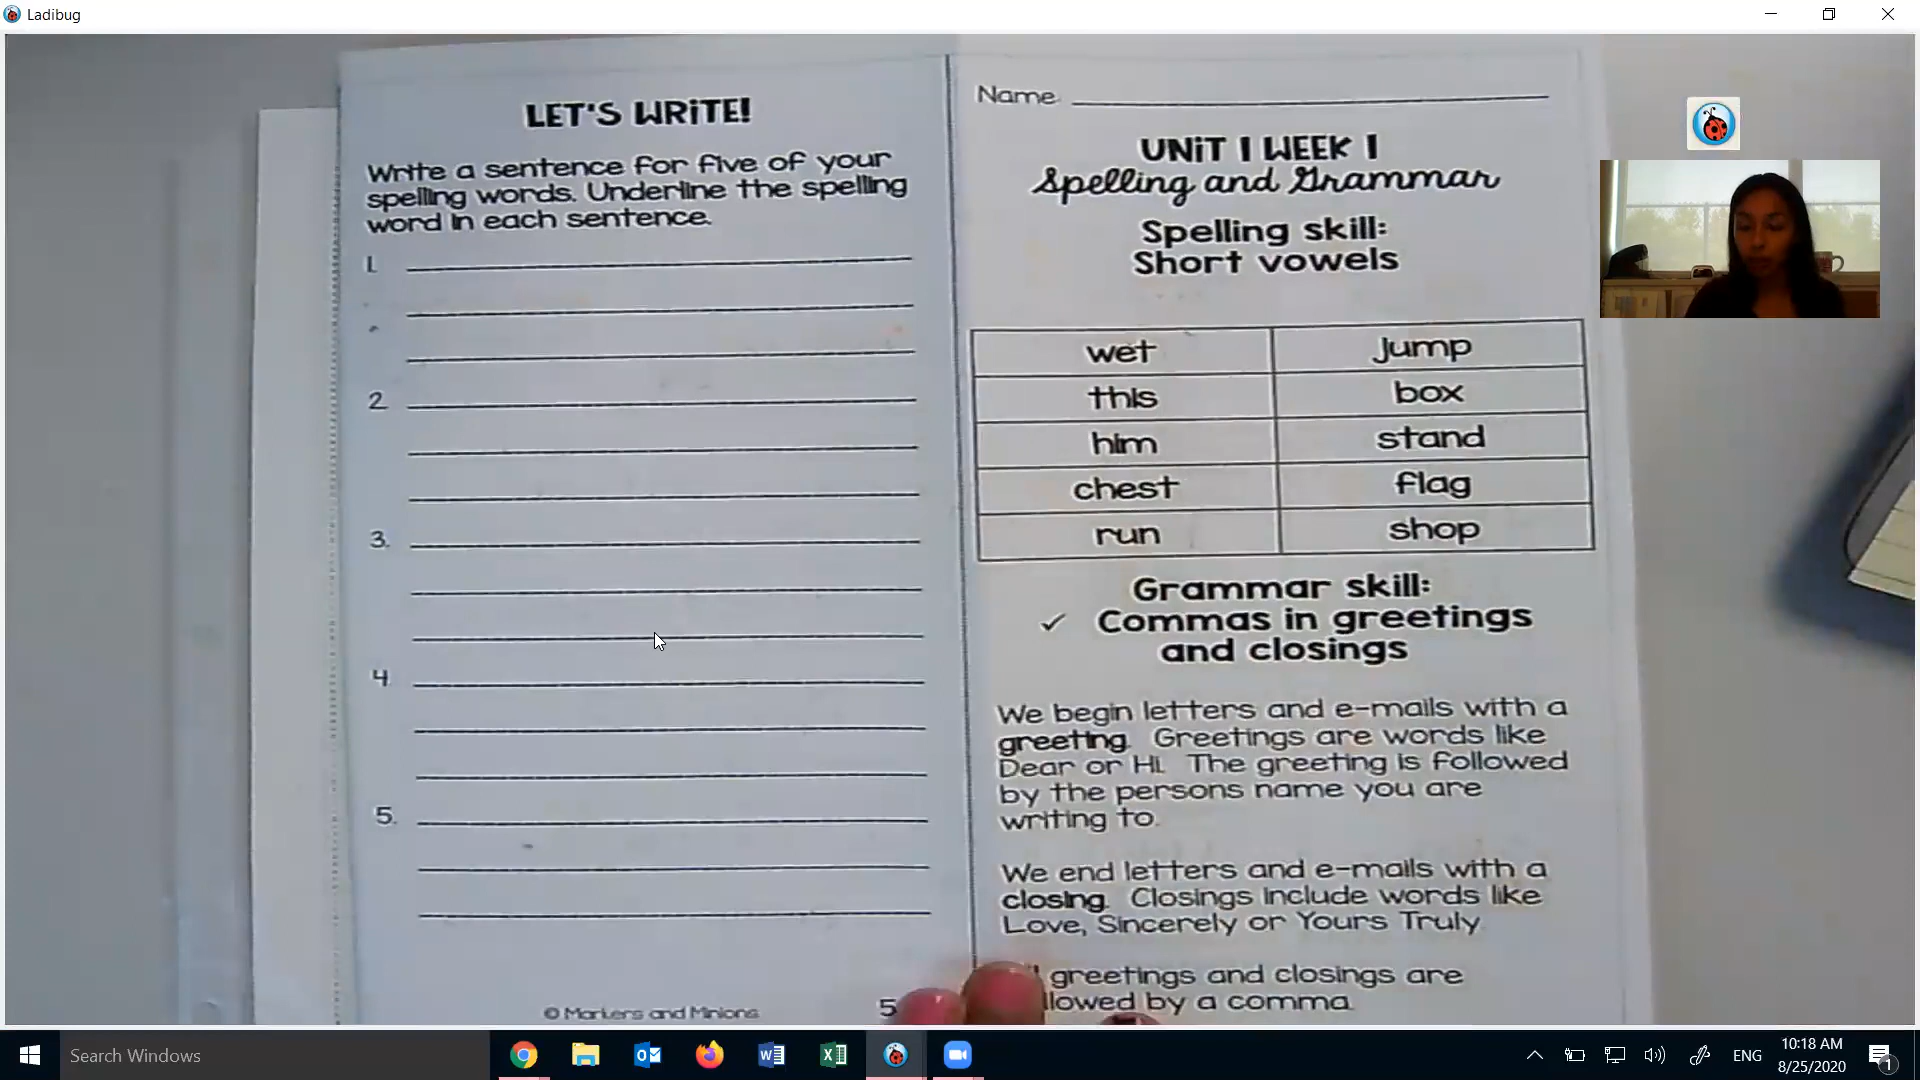 Ladibug
LET'S WRITE!
Write a sentence for five of your
spelling words. Underline the spelling
word in each sentence.
1.
2.
3.
4.
5.
© Markers and Minions
5
Name
UNIT 1 WEEK 1
Spelling and Grammar
Spelling skill:
Short vowels
wet jump
this box
him stand
chest flag
run shop
Grammar skill:
✓ Commas in greetings
and closings
We begin letters and e-mails with a
greeting. Greetings are words like
Dear or Hi. The greeting is followed
by the persons name you are
writing to.
We end letters and e-mails with a
closing. Closings include words like
Love, Sincerely or Yours Truly.
greetings and closings are
by a comma.
Search Windows
ENG
10:18 AM
8/25/2020
1